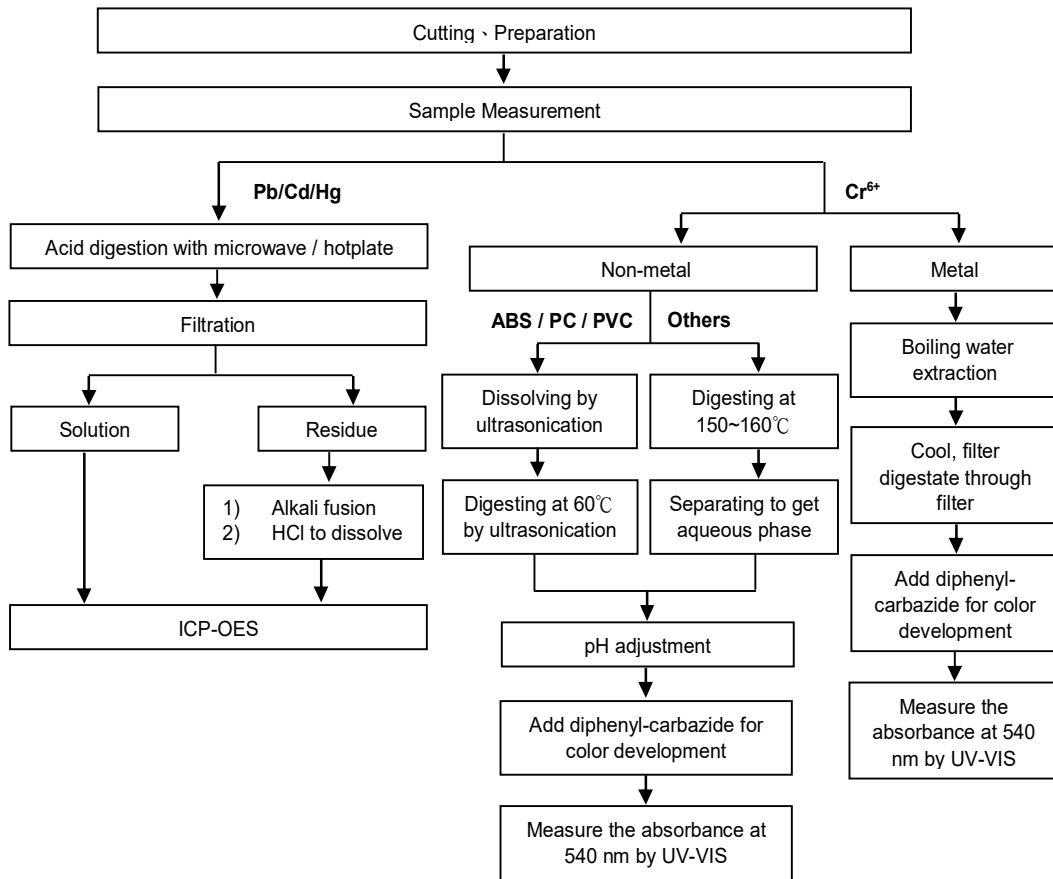 Cutting、Preparation
Sample Measurement
Pb/Cd/Hg
Cr⁶⁺
Acid digestion with microwave / hotplate
Filtration
Solution
Residue
1) Alkali fusion
2) HCl to dissolve
ICP-OES
Non-metal
ABS / PC / PVC
Others
Dissolving by
ultrasonication
Digesting at 60℃
by ultrasonication
Digesting at
150~160℃
Separating to get
aqueous phase
pH adjustment
Add diphenyl-carbazide for
color development
Measure the absorbance at
540 nm by UV-VIS
Metal
Boiling water
extraction
Cool, filter
digestate through
filter
Add diphenyl-
carbazide for color
development
Measure the
absorbance at 540
nm by UV-VIS